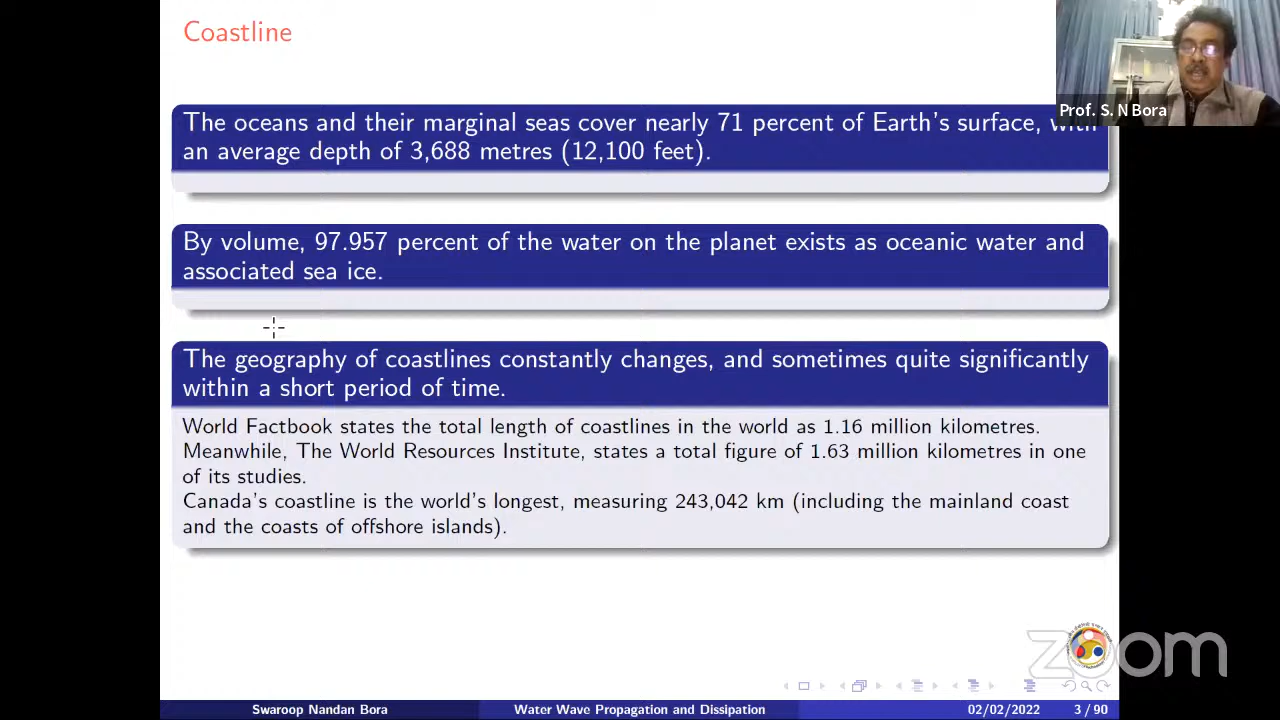 Coastline
Prof. S. N Bora
The oceans and their marginal seas cover nearly 71 percent of Earth's surface, with
an average depth of 3,688 metres (12,100 feet).
By volume, 97.957 percent of the water on the planet exists as oceanic water and
associated sea ice.
The geography of coastlines constantly changes, and sometimes quite significantly
within a short period of time.
World Factbook states the total length of coastlines in the world as 1.16 million kilometres.
Meanwhile, The World Resources Institute, states a total figure of 1.63 million kilometres in one
of its studies.
Canada's coastline is the world's longest, measuring 243,042 km (including the mainland coast
and the coasts of offshore islands).
zoom
Swaroop Nandan Bora Water Wave Propagation and Dissipation 02/02/2022 3 / 90